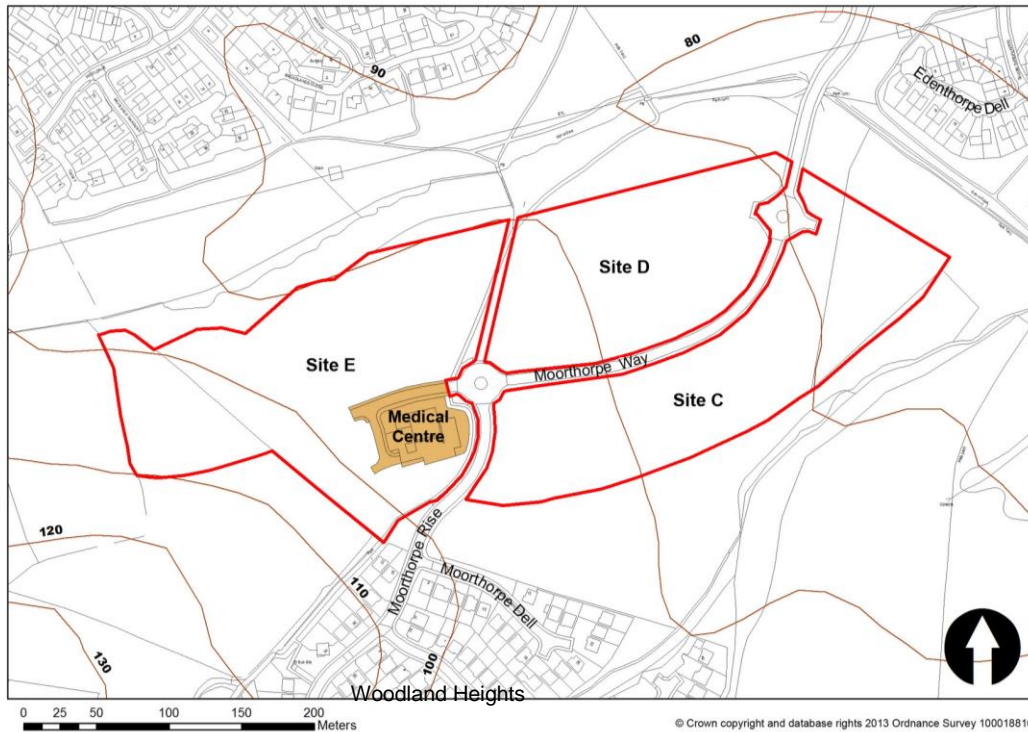 90
80
Edenthorpe Dell
Site D
Site E
Moorthorpe Way
Site C
Medical
Centre
120
110
Moorthorpe Rise
Moorthorpe Dell
130
100
Woodland Heights
0 25 50 100 150 200
Meters
© Crown copyright and database rights 2013 Ordnance Survey 10001881